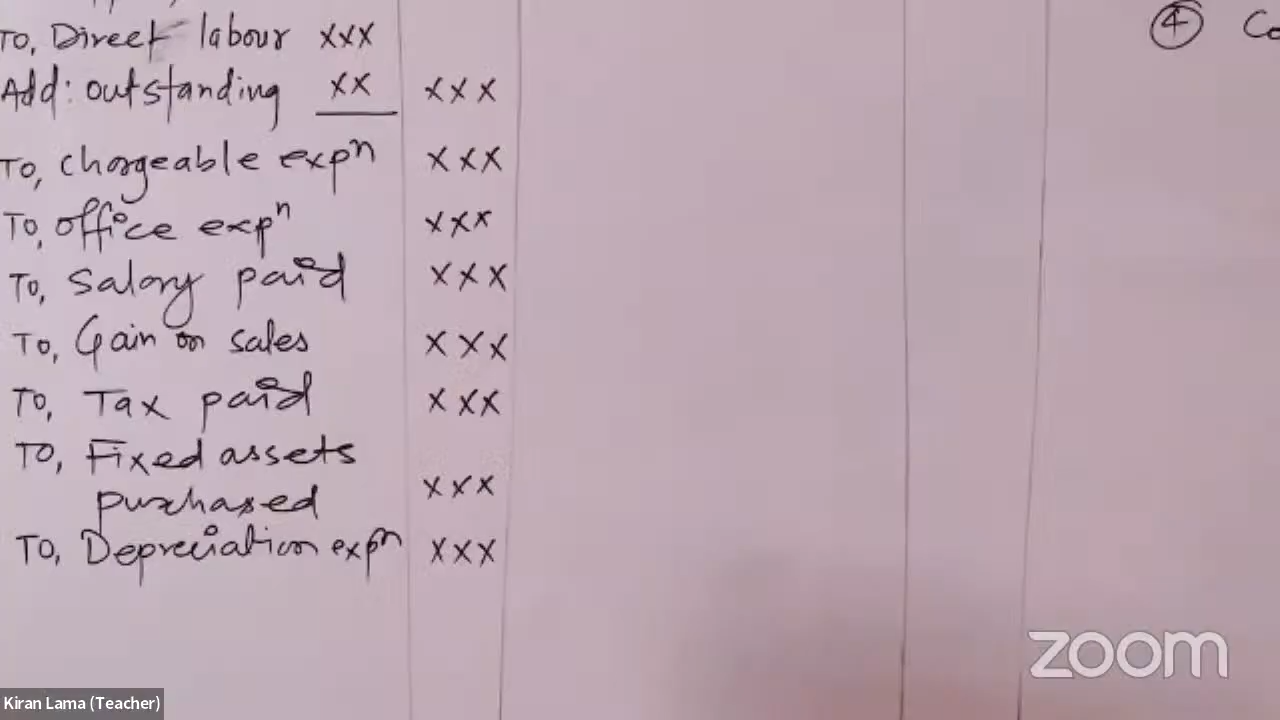 To, Direct labour xxx
Add: outstanding xx xxx
To, Chargeable expⁿ xxx
To, office expⁿ xxx
To, Salary paid xxx
To, Gain on sales xxx
To, Tax paid xxx
To, Fixed assets
purchased xxx
To, Depreciation expⁿ xxx
④ Co
zoom
Kiran Lama (Teacher)